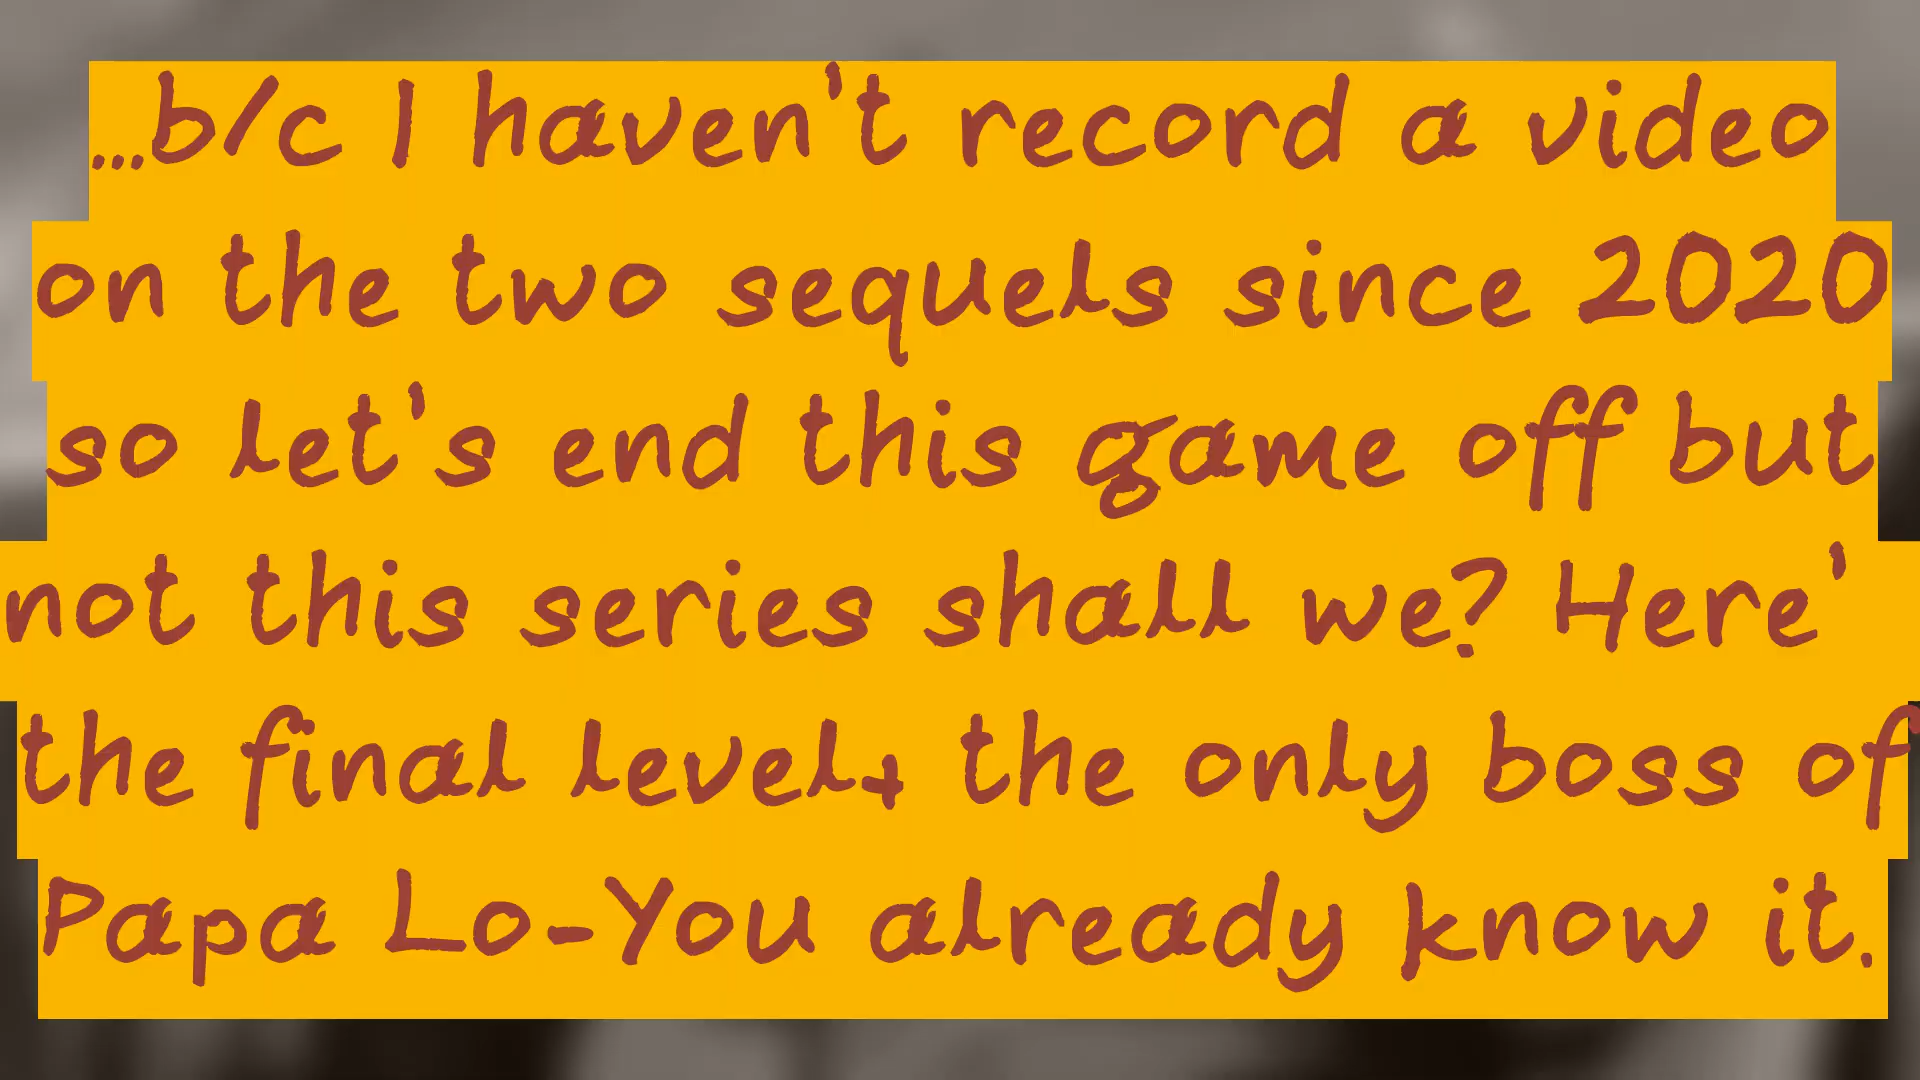 ...b/c I haven't record a video
on the two sequels since 2020
so let's end this game off but
not this series shall we? Here'
the final level+ the only boss of
Papa Lo-You already know it.